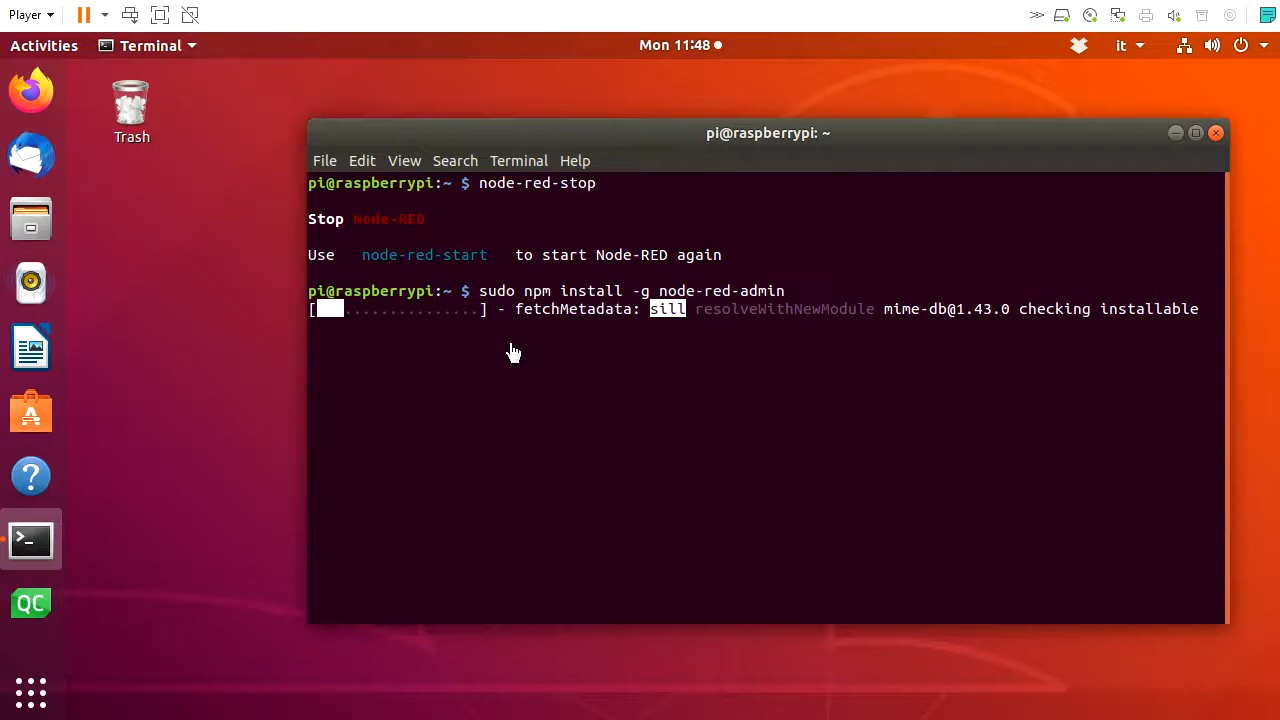 Player
Activities
Terminal
Mon 11:48
it
Trash
pi@raspberrypi: ~
File Edit View Search Terminal Help
pi@raspberrypi:~ $ node-red-stop
Stop Node-RED
Use node-red-start to start Node-RED again
pi@raspberrypi:~ $ sudo npm install -g node-red-admin
[ ...............] - fetchMetadata: sill resolveWithNewModule mime-db@1.43.0 checking installable
QC